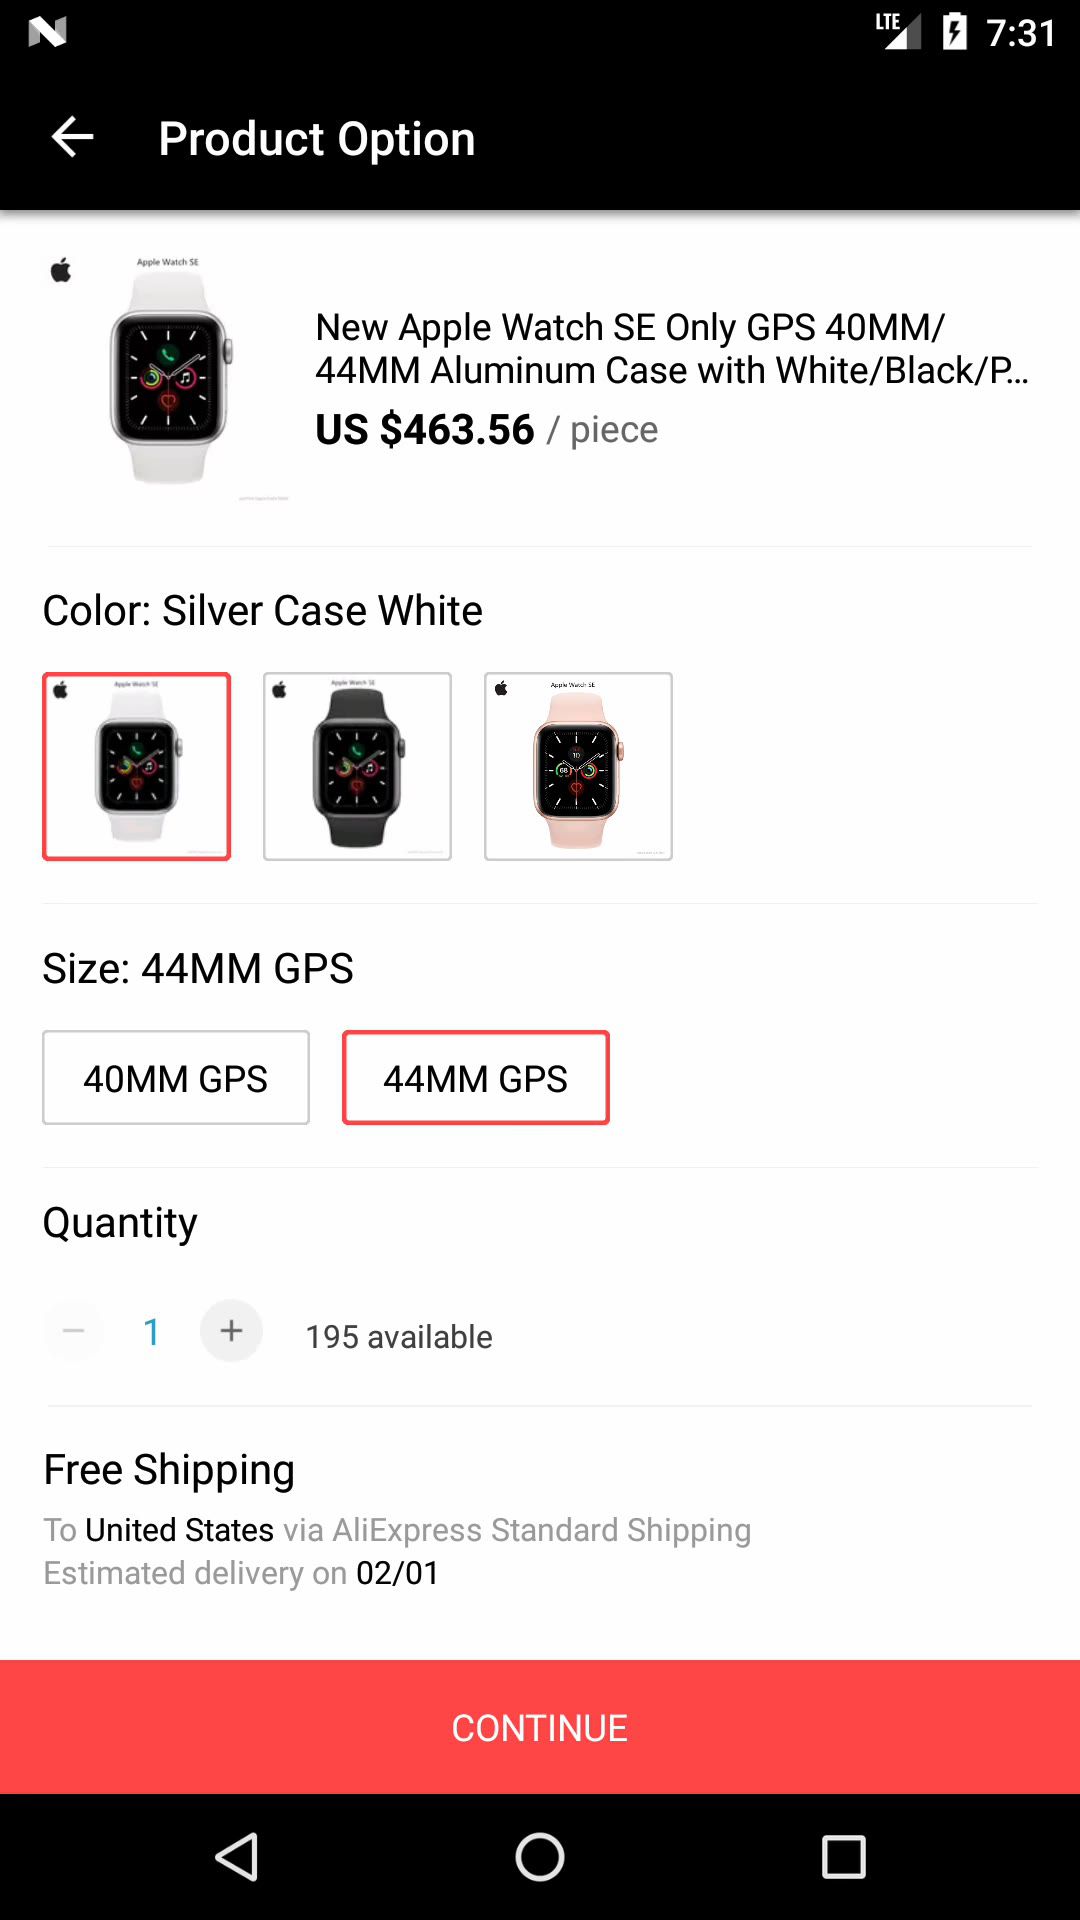 LTE 7:31
Product Option
Apple Watch SE
New Apple Watch SE Only GPS 40MM/
44MM Aluminum Case with White/Black/P...
US $463.56 / piece
Color: Silver Case White
Apple Watch SE
Apple Watch SE
Apple Watch SE
Size: 44MM GPS
40MM GPS
44MM GPS
Quantity
1
195 available
Free Shipping
To United States via AliExpress Standard Shipping
Estimated delivery on 02/01
CONTINUE